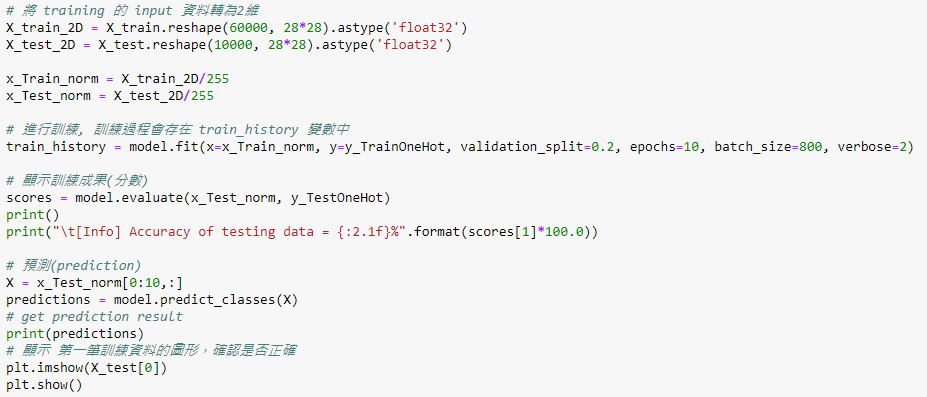 # 將 training 的 input 資料轉為2維
X_train_2D = X_train.reshape(60000, 28*28).astype('float32')
X_test_2D = X_test.reshape(10000, 28*28).astype('float32')
x_Train_norm = X_train_2D/255
x_Test_norm = X_test_2D/255
# 進行訓練, 訓練過程會存在 train_history 變數中
train_history = model.fit(x=x_Train_norm, y=y_TrainOneHot, validation_split=0.2, epochs=10, batch_size=800, verbose=2)
# 顯示訓練成果(分數)
scores = model.evaluate(x_Test_norm, y_TestOneHot)
print()
print("\t[Info] Accuracy of testing data = {:2.1f}%".format(scores[1]*100.0))
# 預測(prediction)
X = x_Test_norm[0:10,:]
predictions = model.predict_classes(X)
# get prediction result
print(predictions)
# 顯示 第一筆訓練資料的圖形，確認是否正確
plt.imshow(X_test[0])
plt.show()